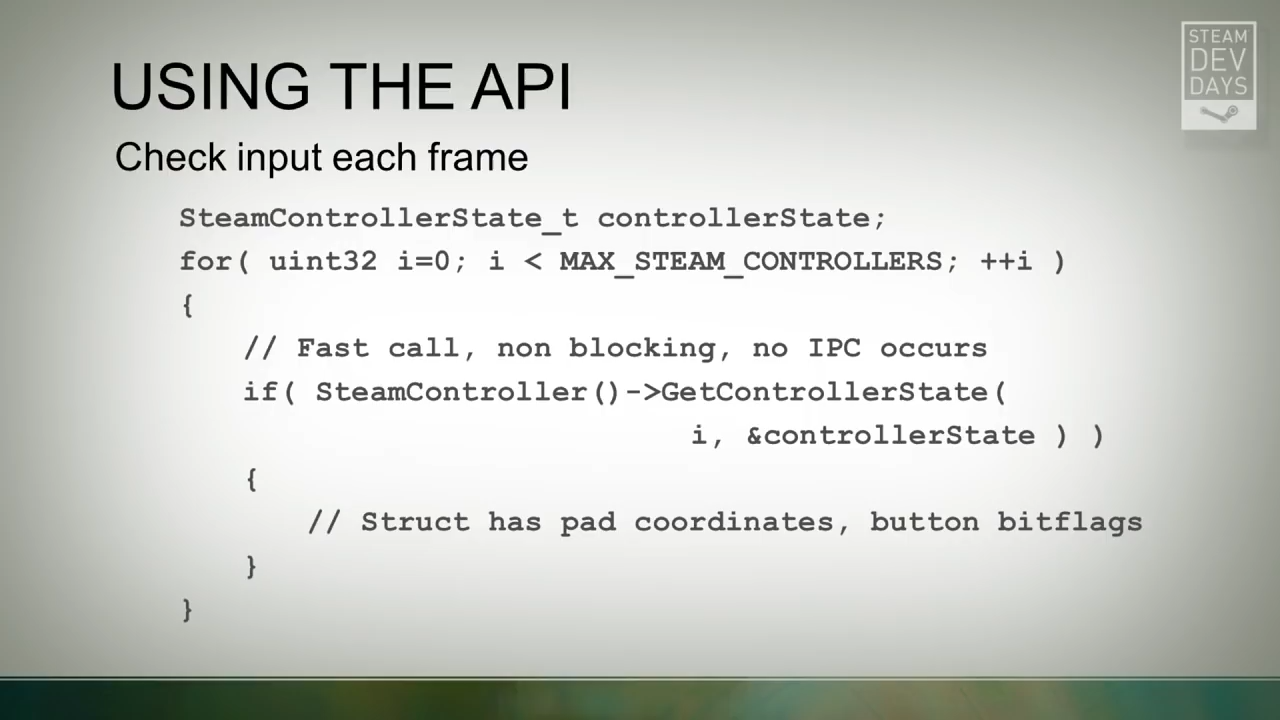 STEAM
DEV
DAYS
USING THE API
Check input each frame
SteamControllerState_t controllerState;
for( uint32 i=0; i < MAX_STEAM_CONTROLLERS; ++i )
{
// Fast call, non blocking, no IPC occurs
if( SteamController()->GetControllerState(
i, &controllerState ) )
{
// Struct has pad coordinates, button bitflags
}
}